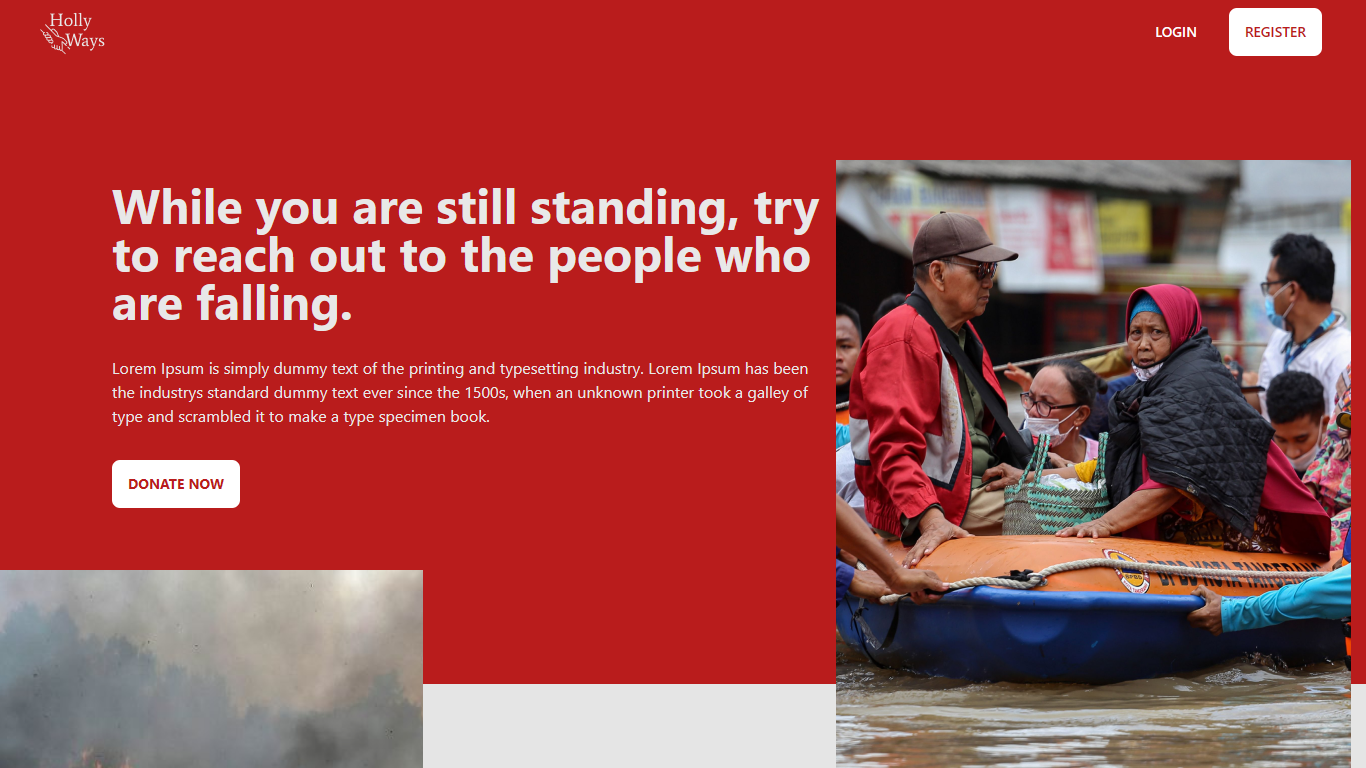 Holly
Ways
LOGIN
REGISTER
While you are still standing, try
to reach out to the people who
are falling.
Lorem Ipsum is simply dummy text of the printing and typesetting industry. Lorem Ipsum has been
the industrys standard dummy text ever since the 1500s, when an unknown printer took a galley of
type and scrambled it to make a type specimen book.
DONATE NOW
BPBD KOTA TANGERANG